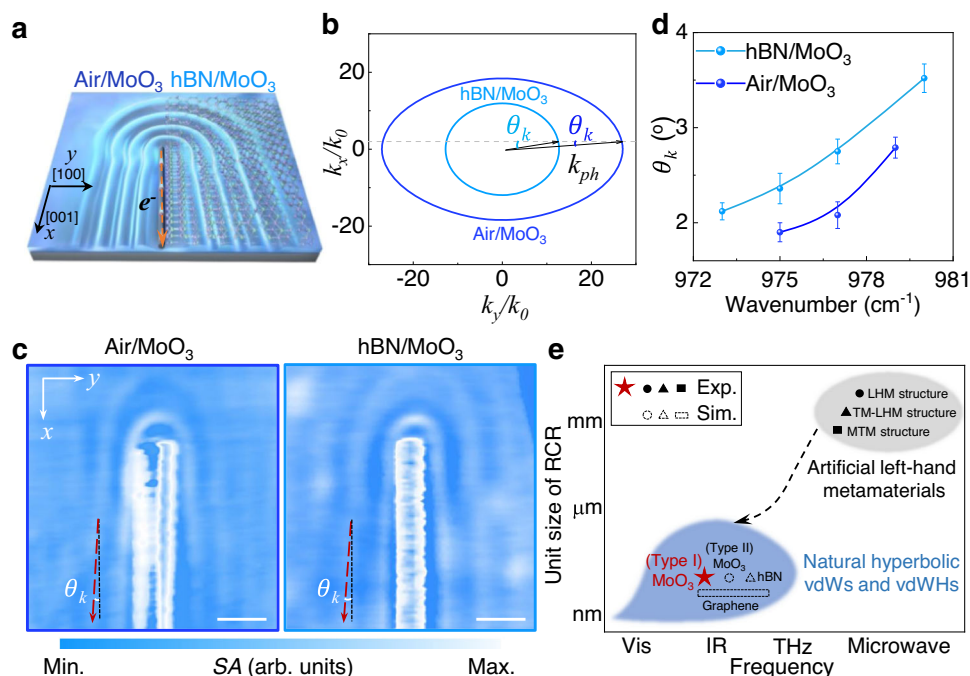 a
Air/MoO₃ hBN/MoO₃
y
[100]
[001]
x
e⁻
b
20
0
-20
kₓ/k₀
hBN/MoO₃
θₖ
θₖ
kₚₕ
Air/MoO₃
-20 0 20
k_y/k₀
d
4
3
2
θₖ (º)
hBN/MoO₃
Air/MoO₃
972 975 978 981
Wavenumber (cm⁻¹)
c
Air/MoO₃
hBN/MoO₃
y
x
θₖ
θₖ
Min. SA (arb. units) Max.
e
Exp.
Sim.
LHM structure
TM-LHM structure
MTM structure
Artificial left-hand
metamaterials
mm
μm
nm
Unit size of RCR
(Type I)
MoO₃
(Type II)
MoO₃
hBN
Graphene
Natural hyperbolic
vdWs and vdWHs
Vis IR THz Microwave
Frequency